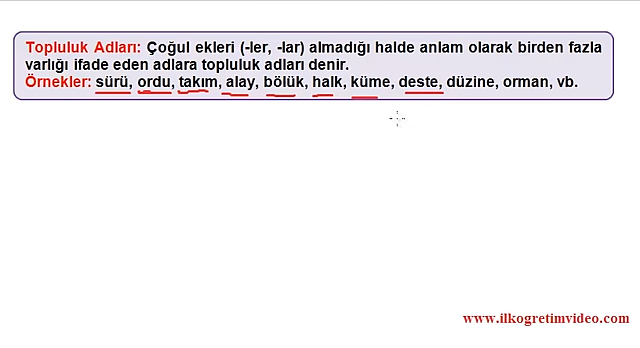 Topluluk Adları: Çoğul ekleri (-ler, -lar) almadığı halde anlam olarak birden fazla
varlığı ifade eden adlara topluluk adları denir.
Örnekler: sürü, ordu, takım, alay, bölük, halk, küme, deste, düzine, orman, vb.
www.ilkogretimvideo.com